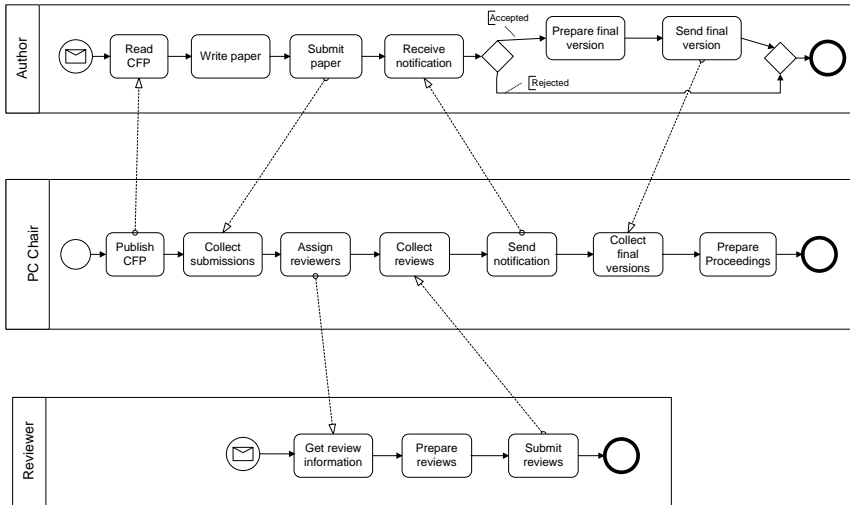 Author
Read
CFP
Write paper
Submit
paper
Receive
notification
Accepted
Rejected
Prepare final
version
Send final
version
PC Chair
Publish
CFP
Collect
submissions
Assign
reviewers
Collect
reviews
Send
notification
Collect
final
versions
Prepare
Proceedings
Reviewer
Get review
information
Prepare
reviews
Submit
reviews